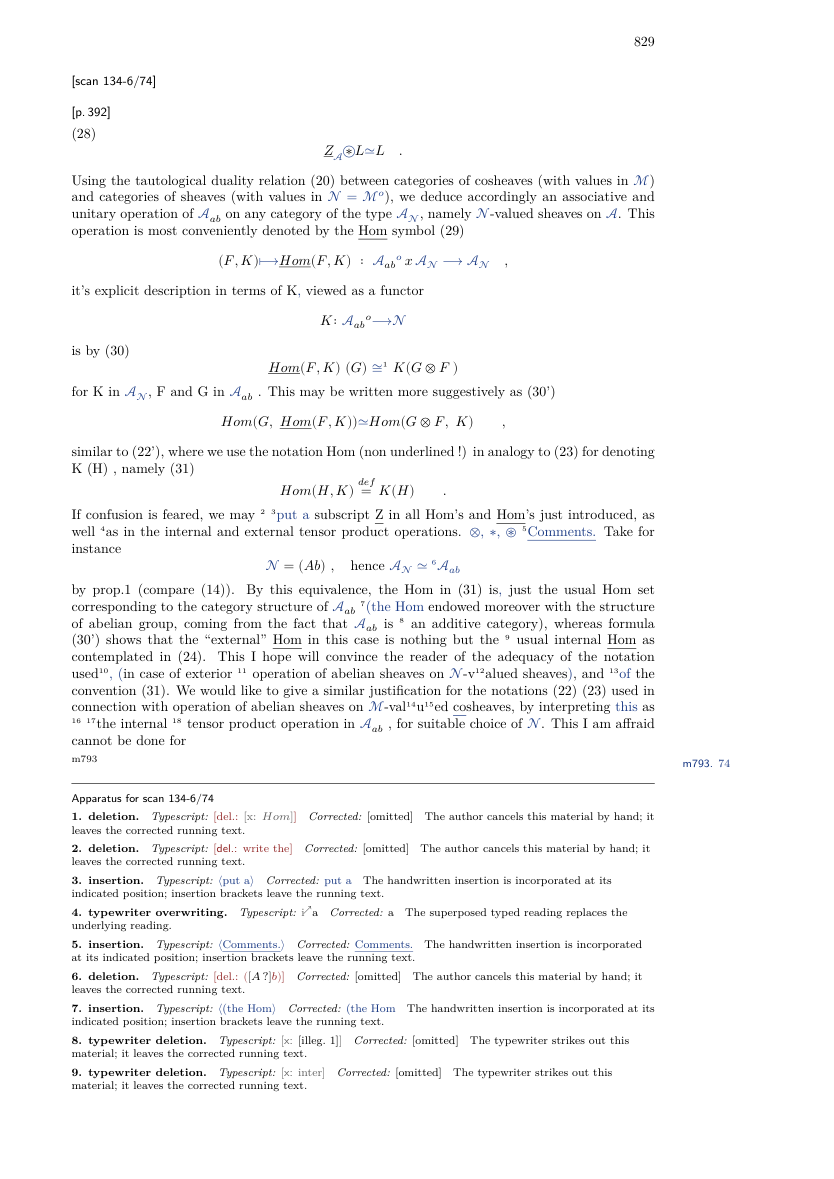 829
[scan 134-6/74]
[p. 392]
(28)
Z_𝒜⊛L≃L .
Using the tautological duality relation (20) between categories of cosheaves (with values in ℳ)
and categories of sheaves (with values in 𝒩 = ℳ^o), we deduce accordingly an associative and
unitary operation of 𝒜_ab on any category of the type 𝒜_𝒩, namely 𝒩-valued sheaves on 𝒜. This
operation is most conveniently denoted by the Hom symbol (29)
(F, K)⟼Hom(F, K) : 𝒜_ab^o x 𝒜_𝒩 ⟶ 𝒜_𝒩 ,
it's explicit description in terms of K, viewed as a functor
K: 𝒜_ab^o⟶𝒩
is by (30)
Hom(F, K) (G) ≅¹ K(G ⊗ F )
for K in 𝒜_𝒩, F and G in 𝒜_ab . This may be written more suggestively as (30')
Hom(G, Hom(F, K))≃Hom(G ⊗ F, K) ,
similar to (22'), where we use the notation Hom (non underlined !) in analogy to (23) for denoting
K (H) , namely (31)
Hom(H, K) def= K(H) .
If confusion is feared, we may ² ³put a subscript Z in all Hom's and Hom's just introduced, as
well ⁴as in the internal and external tensor product operations. ⊗, *, ⊛ ⁵Comments. Take for
instance
𝒩 = (Ab) , hence 𝒜_𝒩 ≃ ⁶𝒜_ab
by prop.1 (compare (14)). By this equivalence, the Hom in (31) is, just the usual Hom set
corresponding to the category structure of 𝒜_ab ⁷(the Hom endowed moreover with the structure
of abelian group, coming from the fact that 𝒜_ab is ⁸ an additive category), whereas formula
(30') shows that the “external” Hom in this case is nothing but the ⁹ usual internal Hom as
contemplated in (24). This I hope will convince the reader of the adequacy of the notation
used¹⁰, (in case of exterior ¹¹ operation of abelian sheaves on 𝒩-v¹²alued sheaves), and ¹³of the
convention (31). We would like to give a similar justification for the notations (22) (23) used in
connection with operation of abelian sheaves on ℳ-val¹⁴u¹⁵ed cosheaves, by interpreting this as
¹⁶ ¹⁷the internal ¹⁸ tensor product operation in 𝒜_ab , for suitable choice of 𝒩. This I am affraid
cannot be done for
m793
m793. 74
Apparatus for scan 134-6/74
1. deletion. Typescript: [del.: [x: Hom]] Corrected: [omitted] The author cancels this material by hand; it
leaves the corrected running text.
2. deletion. Typescript: [del.: write the] Corrected: [omitted] The author cancels this material by hand; it
leaves the corrected running text.
3. insertion. Typescript: ⟨put a⟩ Corrected: put a The handwritten insertion is incorporated at its
indicated position; insertion brackets leave the running text.
4. typewriter overwriting. Typescript: i↗a Corrected: a The superposed typed reading replaces the
underlying reading.
5. insertion. Typescript: ⟨Comments.⟩ Corrected: Comments. The handwritten insertion is incorporated
at its indicated position; insertion brackets leave the running text.
6. deletion. Typescript: [del.: ([A ?]b)] Corrected: [omitted] The author cancels this material by hand; it
leaves the corrected running text.
7. insertion. Typescript: ⟨(the Hom⟩ Corrected: (the Hom The handwritten insertion is incorporated at its
indicated position; insertion brackets leave the running text.
8. typewriter deletion. Typescript: [x: [illeg. 1]] Corrected: [omitted] The typewriter strikes out this
material; it leaves the corrected running text.
9. typewriter deletion. Typescript: [x: inter] Corrected: [omitted] The typewriter strikes out this
material; it leaves the corrected running text.